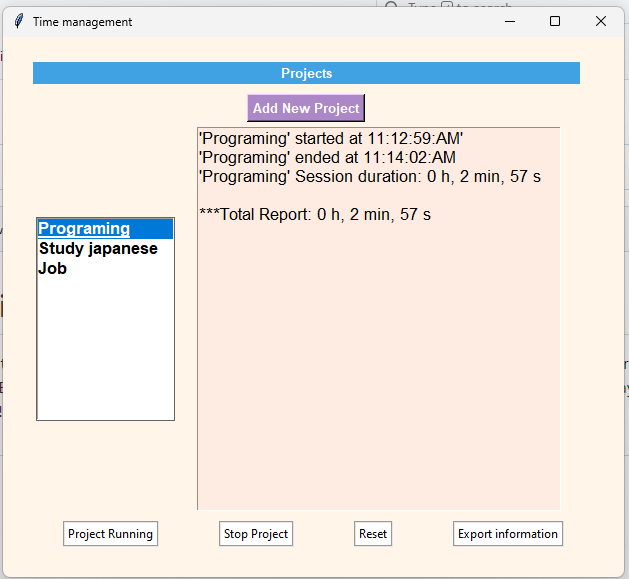 Time management
Projects
Add New Project
'Programing' started at 11:12:59:AM'
'Programing' ended at 11:14:02:AM
'Programing' Session duration: 0 h, 2 min, 57 s
***Total Report: 0 h, 2 min, 57 s
Programing
Study japanese
Job
Project Running
Stop Project
Reset
Export information